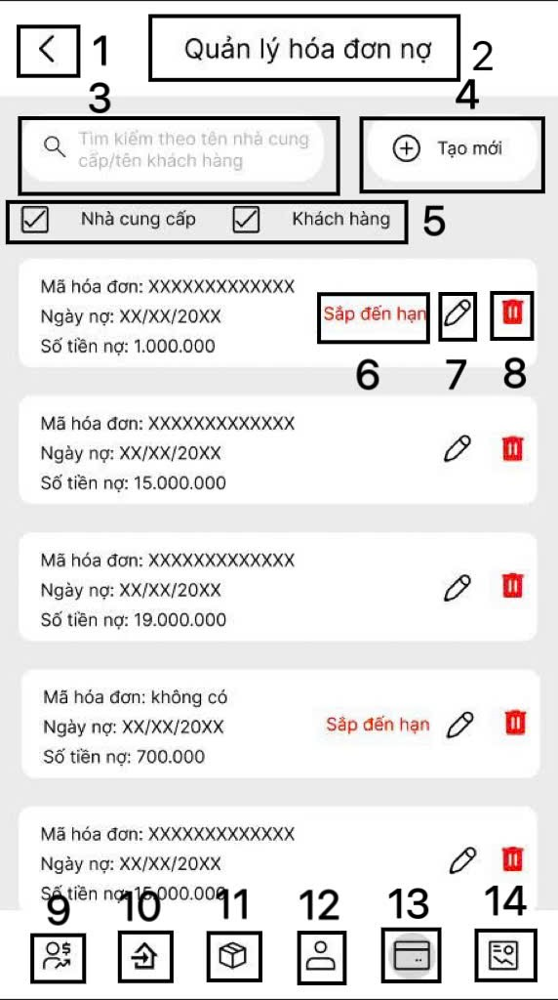 1
Quản lý hóa đơn nợ
2
3
4
Tìm kiếm theo tên nhà cung
cấp/tên khách hàng
Tạo mới
Nhà cung cấp
Khách hàng
5
Mã hóa đơn: XXXXXXXXXXXXX
Ngày nợ: XX/XX/20XX
Số tiền nợ: 1.000.000
Sắp đến hạn
6
7
8
Mã hóa đơn: XXXXXXXXXXXXX
Ngày nợ: XX/XX/20XX
Số tiền nợ: 15.000.000
Mã hóa đơn: XXXXXXXXXXXXX
Ngày nợ: XX/XX/20XX
Số tiền nợ: 19.000.000
Mã hóa đơn: không có
Ngày nợ: XX/XX/20XX
Số tiền nợ: 700.000
Sắp đến hạn
Mã hóa đơn: XXXXXXXXXXXXX
Ngày nợ: XX/XX/20XX
Số tiền nợ: 15.000.000
9
10
11
12
13
14
$